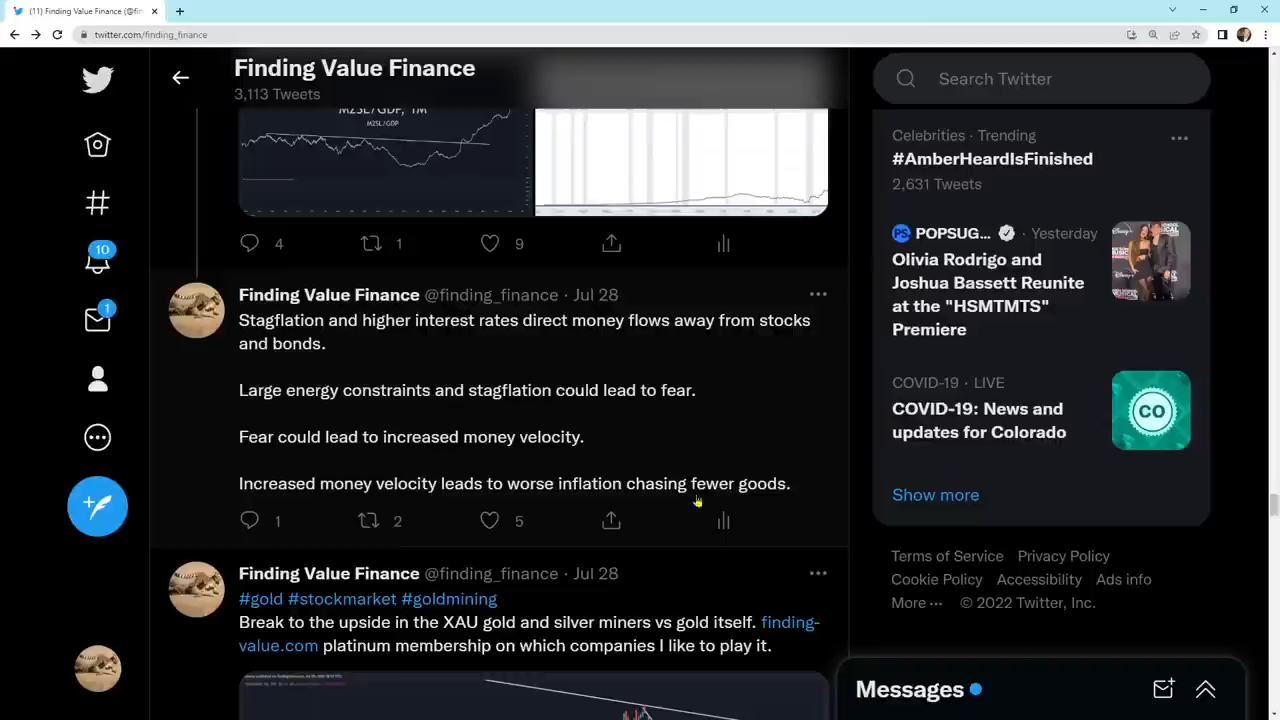 (11) Finding Value Finance (@fin
twitter.com/finding_finance
Finding Value Finance
3,113 Tweets
M2SL/GDP, 1M
M2SL/GDP
4 1 9
Finding Value Finance @finding_finance · Jul 28
Stagflation and higher interest rates direct money flows away from stocks
and bonds.
Large energy constraints and stagflation could lead to fear.
Fear could lead to increased money velocity.
Increased money velocity leads to worse inflation chasing fewer goods.
1 2 5
Finding Value Finance @finding_finance · Jul 28
#gold #stockmarket #goldmining
Break to the upside in the XAU gold and silver miners vs gold itself. finding-
value.com platinum membership on which companies I like to play it.
10
1
Search Twitter
Celebrities · Trending
#AmberHeardIsFinished
2,631 Tweets
PS POPSUG... · Yesterday
Olivia Rodrigo and
Joshua Bassett Reunite
at the "HSMTMTS"
Premiere
COVID-19 · LIVE
COVID-19: News and
updates for Colorado
CO
Show more
Terms of Service Privacy Policy
Cookie Policy Accessibility Ads info
More ··· © 2022 Twitter, Inc.
Messages